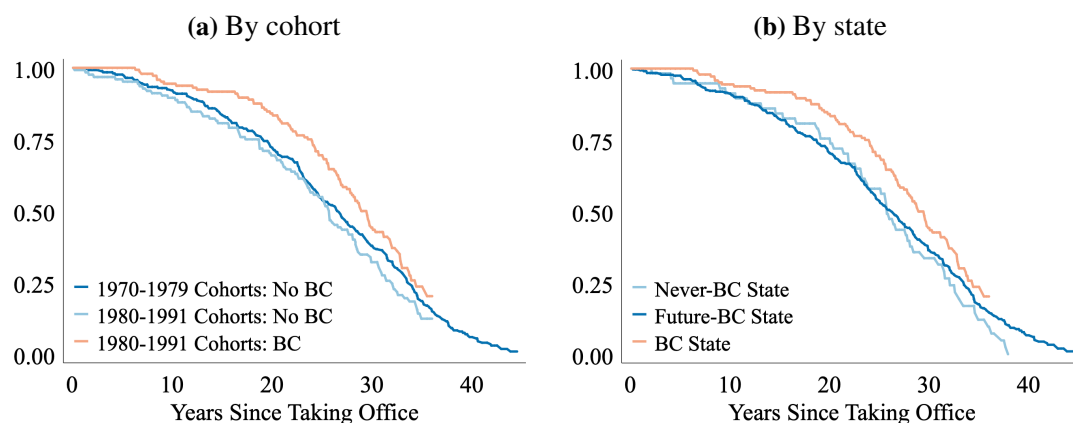 (a) By cohort
1.00
0.75
0.50
0.25
0.00
1970-1979 Cohorts: No BC
1980-1991 Cohorts: No BC
1980-1991 Cohorts: BC
0 10 20 30 40
Years Since Taking Office
(b) By state
1.00
0.75
0.50
0.25
0.00
Never-BC State
Future-BC State
BC State
0 10 20 30 40
Years Since Taking Office